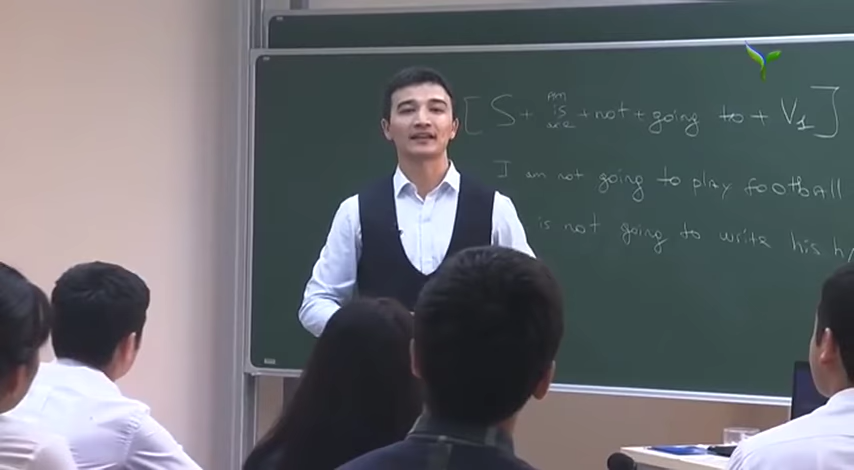 [S + am is are + not + going to + V1]
I am not going to play football
is not going to write his